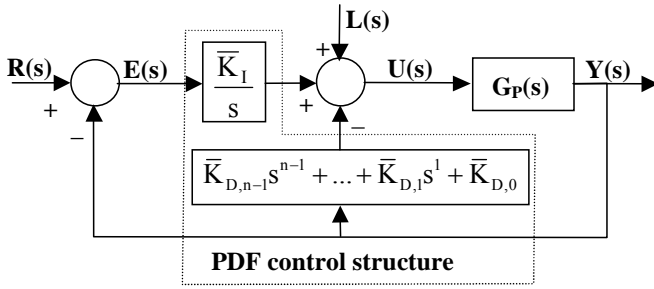 L(s)
R(s) E(s) K̅_I / s U(s) G_P(s) Y(s)
+ − + + −
K̅_{D,n−1}s^{n−1} + ... + K̅_{D,1}s^1 + K̅_{D,0}
PDF control structure